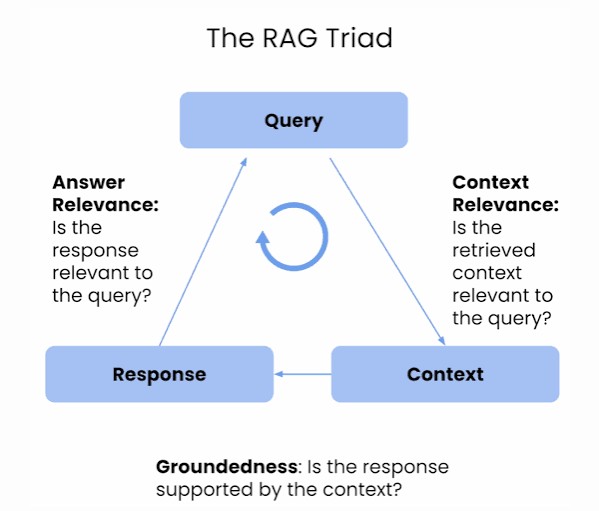 The RAG Triad
Query
Answer
Relevance:
Is the
response
relevant to
the query?
Context
Relevance:
Is the
retrieved
context
relevant to
the query?
Response
Context
Groundedness: Is the response
supported by the context?